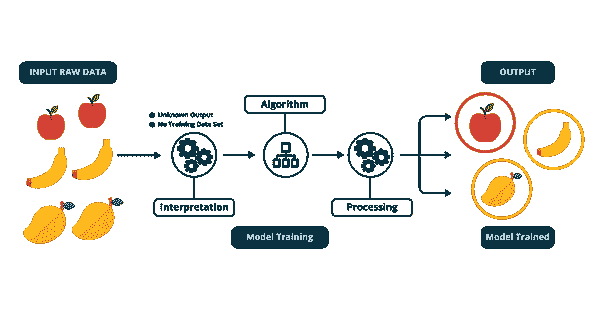 INPUT RAW DATA
Unknown Output
No Training Data Set
Algorithm
OUTPUT
Interpretation
Processing
Model Training
Model Trained